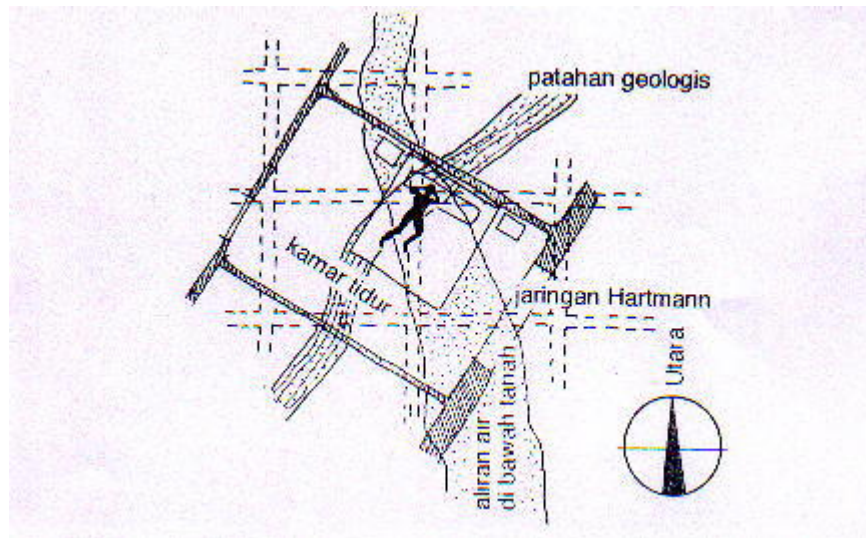 patahan geologis
kamar tidur
jaringan Hartmann
Utara
aliran air
di bawah tanah